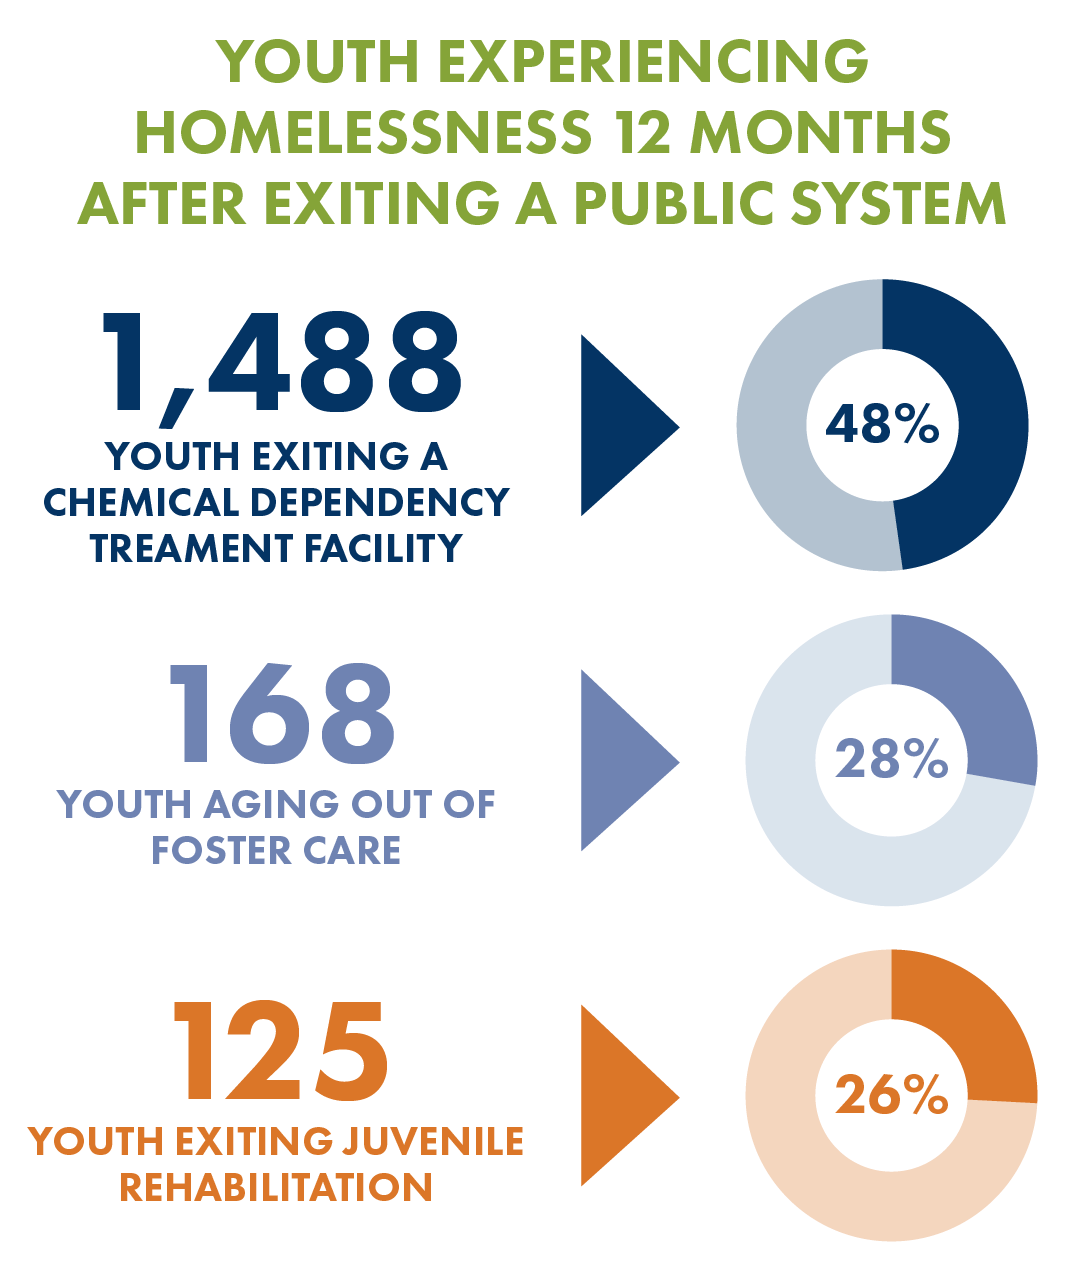 YOUTH EXPERIENCING
HOMELESSNESS 12 MONTHS
AFTER EXITING A PUBLIC SYSTEM
1,488
YOUTH EXITING A
CHEMICAL DEPENDENCY
TREAMENT FACILITY
48%
168
YOUTH AGING OUT OF
FOSTER CARE
28%
125
YOUTH EXITING JUVENILE
REHABILITATION
26%